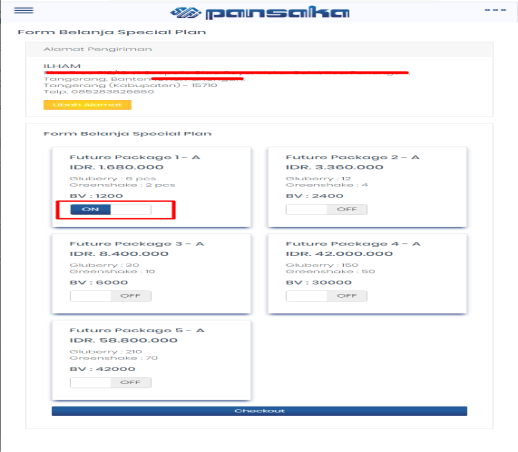 pansaka
Form Belanja Special Plan
Alamat Pengiriman
ILHAM
Tangerang, Banten
Tangerang (Kabupaten) - 15710
Telp. 085283826660
Ubah Alamat
Form Belanja Special Plan
Future Package 1 - A
IDR. 1.680.000
Gluberry : 6 pcs
Greenshake : 2 pcs
BV : 1200
ON
Future Package 2 - A
IDR. 3.360.000
Gluberry : 12
Greenshake : 4
BV : 2400
OFF
Future Package 3 - A
IDR. 8.400.000
Gluberry : 30
Greenshake : 10
BV : 6000
OFF
Future Package 4 - A
IDR. 42.000.000
Gluberry : 150
Greenshake : 50
BV : 30000
OFF
Future Package 5 - A
IDR. 58.800.000
Gluberry : 210
Greenshake : 70
BV : 42000
OFF
Checkout